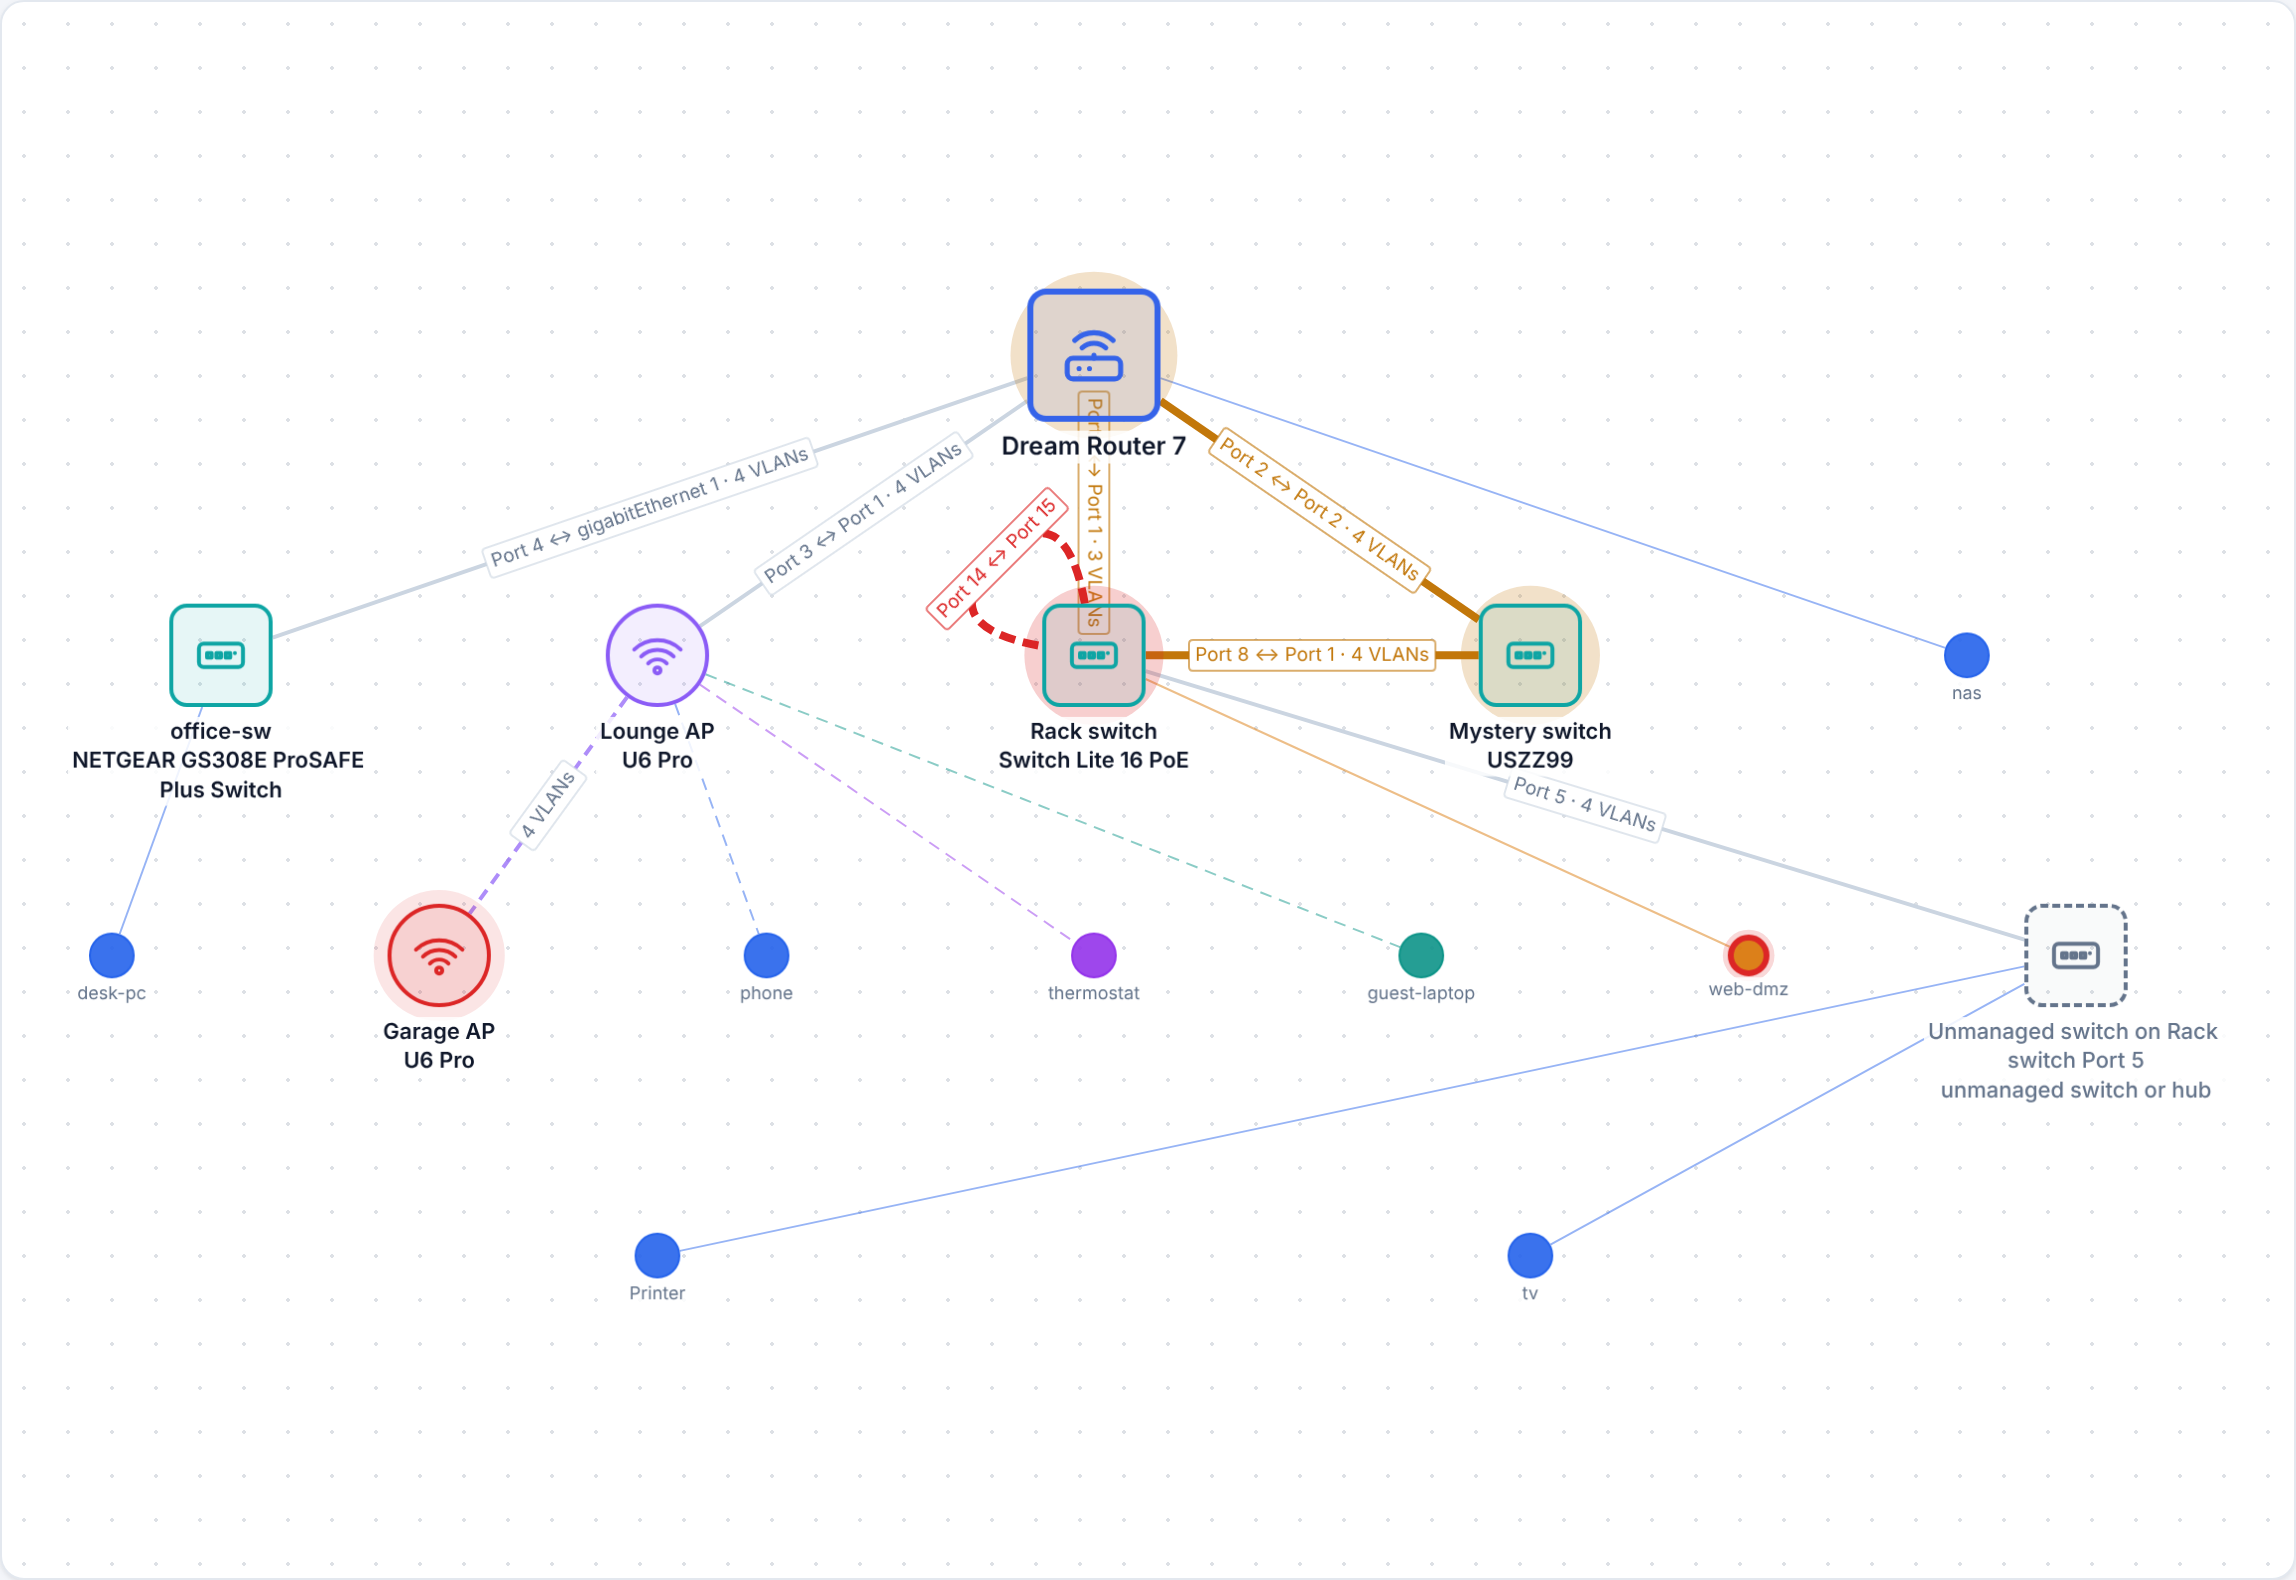 Dream Router 7
Port 4 ↔ gigabitEthernet 1 · 4 VLANs
Port 3 ↔ Port 1 · 4 VLANs
Port 14 ↔ Port 15
→ Port 1 · 3 VLANs
Port 2 ↔ Port 2 · 4 VLANs
Port 8 ↔ Port 1 · 4 VLANs
nas
office-sw
NETGEAR GS308E ProSAFE
Plus Switch
Lounge AP
U6 Pro
Rack switch
Switch Lite 16 PoE
Mystery switch
USZZ99
4 VLANs
Port 5 · 4 VLANs
desk-pc
Garage AP
U6 Pro
phone
thermostat
guest-laptop
web-dmz
Unmanaged switch on Rack
switch Port 5
unmanaged switch or hub
Printer
tv